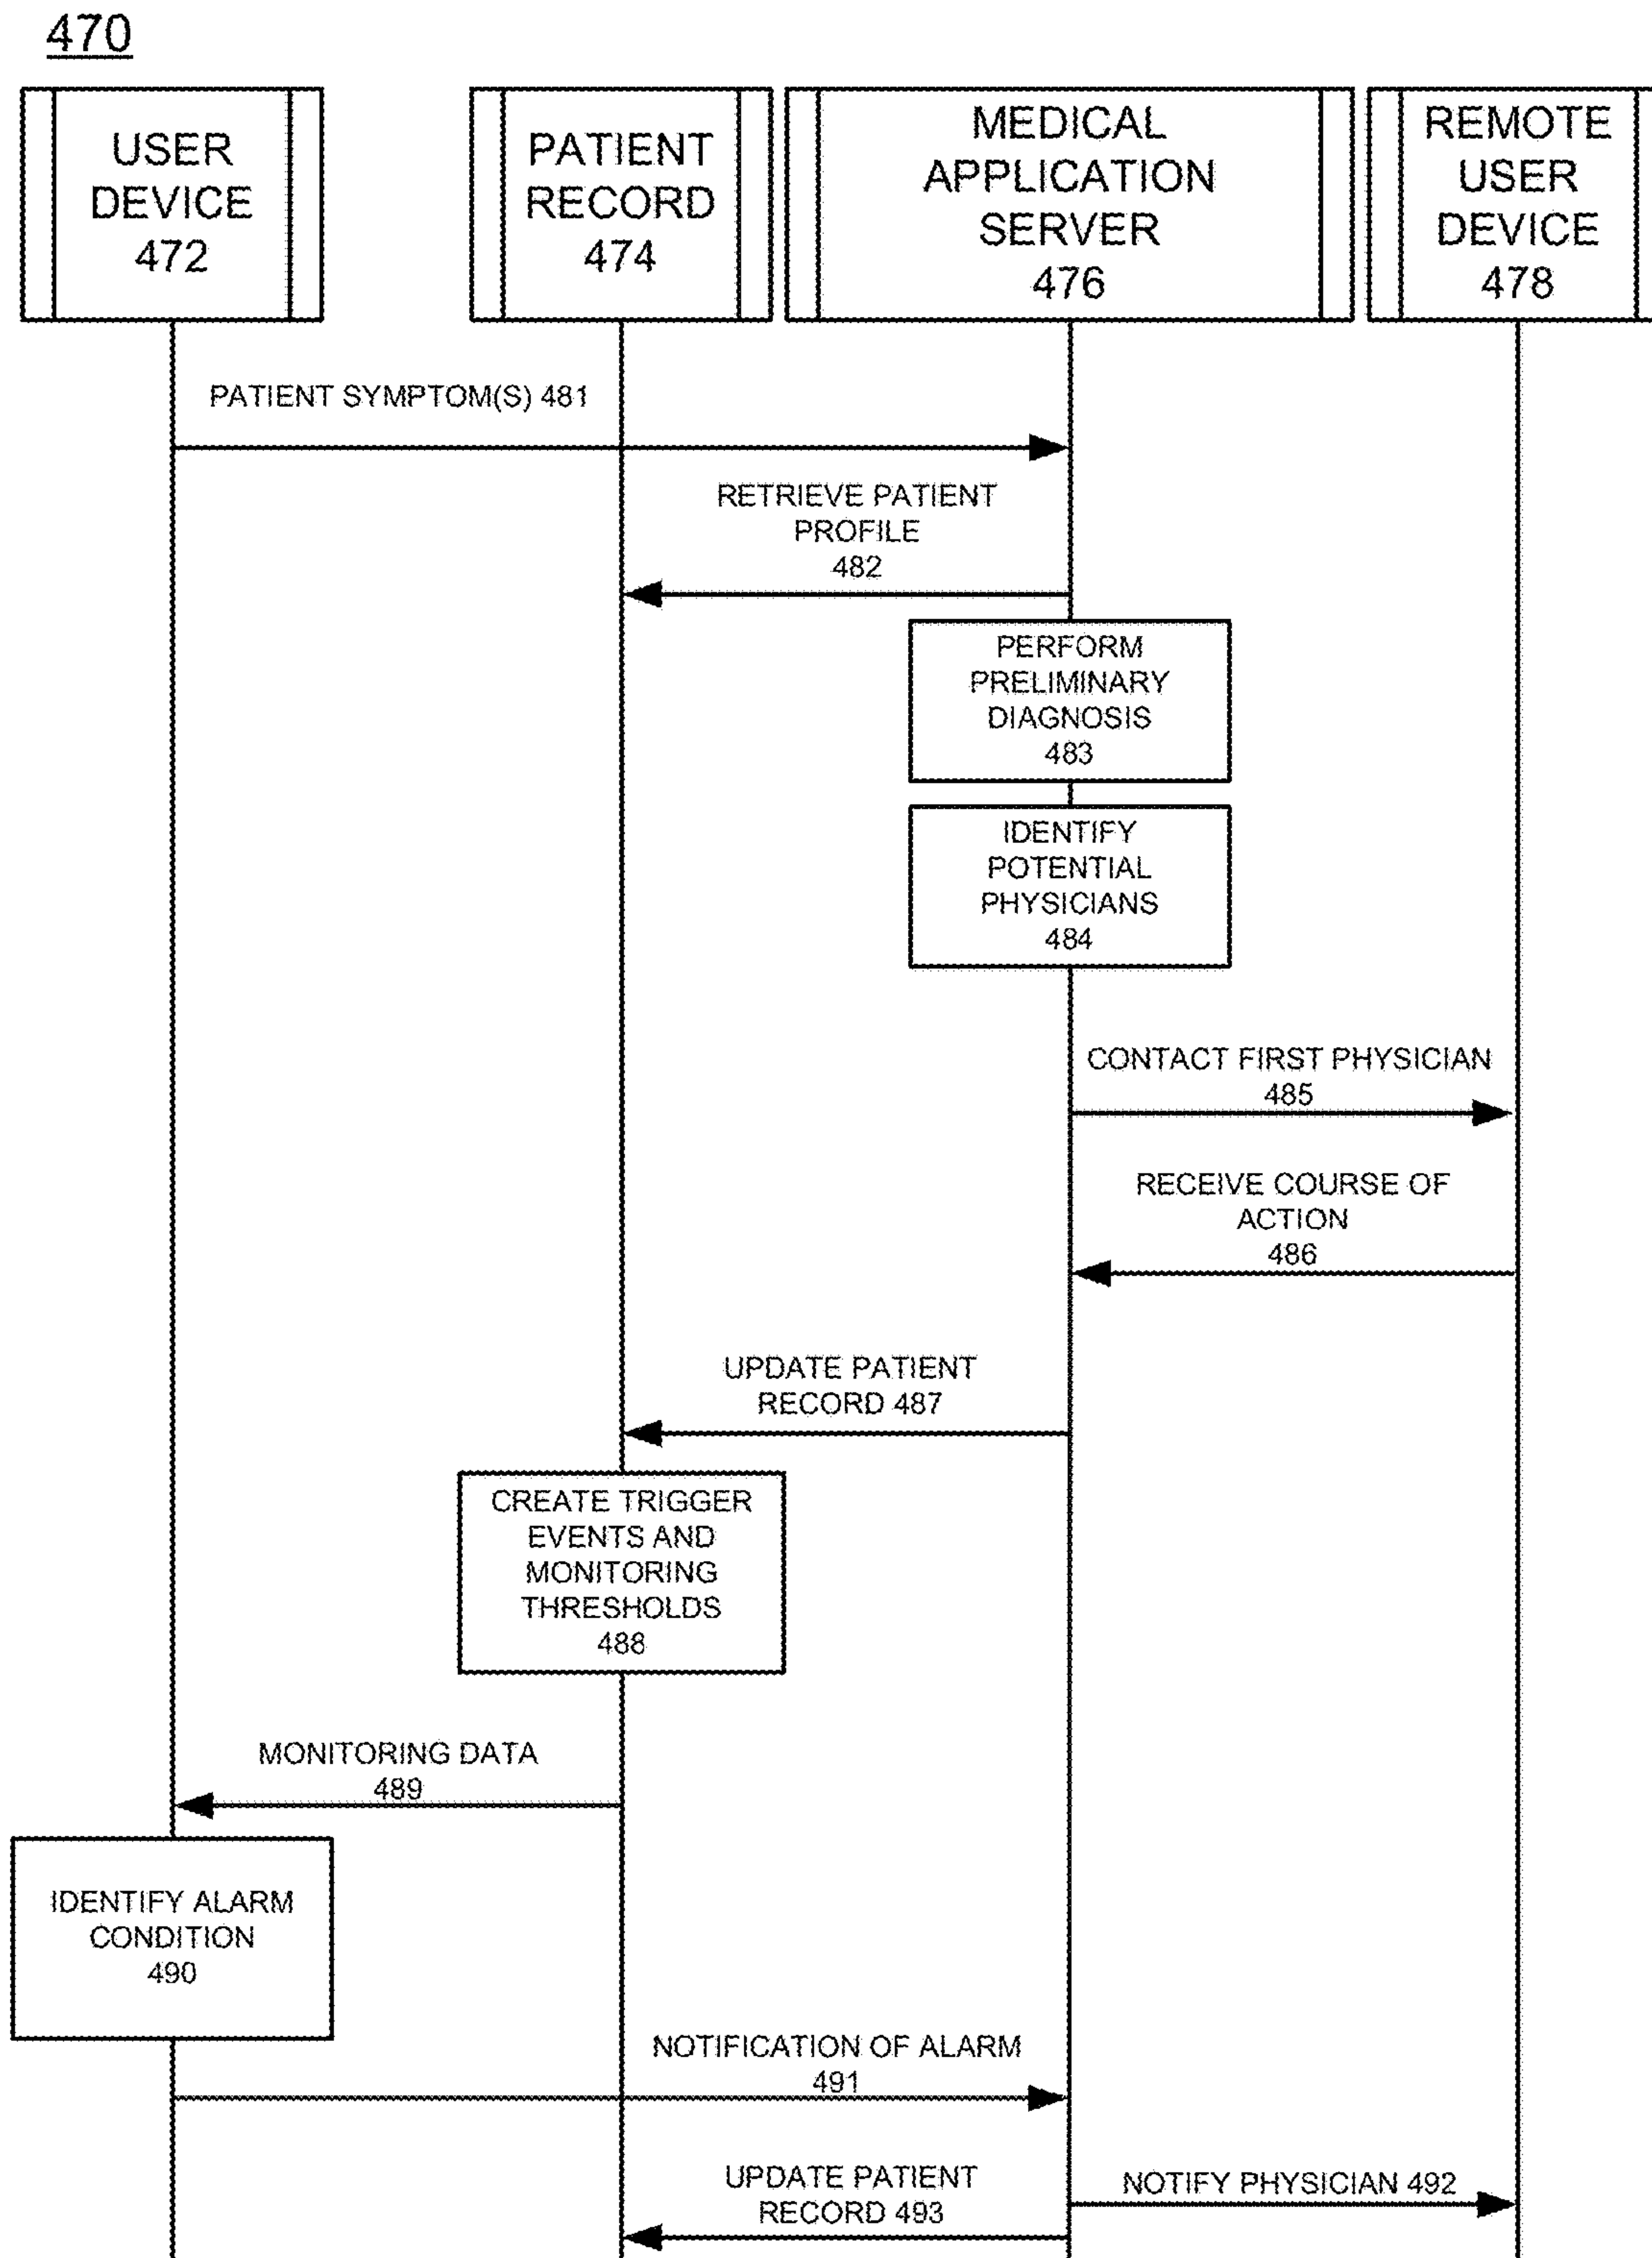 470
USER
DEVICE
472
PATIENT
RECORD
474
MEDICAL
APPLICATION
SERVER
476
REMOTE
USER
DEVICE
478
PATIENT SYMPTOM(S) 481
RETRIEVE PATIENT
PROFILE
482
PERFORM
PRELIMINARY
DIAGNOSIS
483
IDENTIFY
POTENTIAL
PHYSICIANS
484
CONTACT FIRST PHYSICIAN
485
RECEIVE COURSE OF
ACTION
486
UPDATE PATIENT
RECORD 487
CREATE TRIGGER
EVENTS AND
MONITORING
THRESHOLDS
488
MONITORING DATA
489
IDENTIFY ALARM
CONDITION
490
NOTIFICATION OF ALARM
491
UPDATE PATIENT
RECORD 493
NOTIFY PHYSICIAN 492